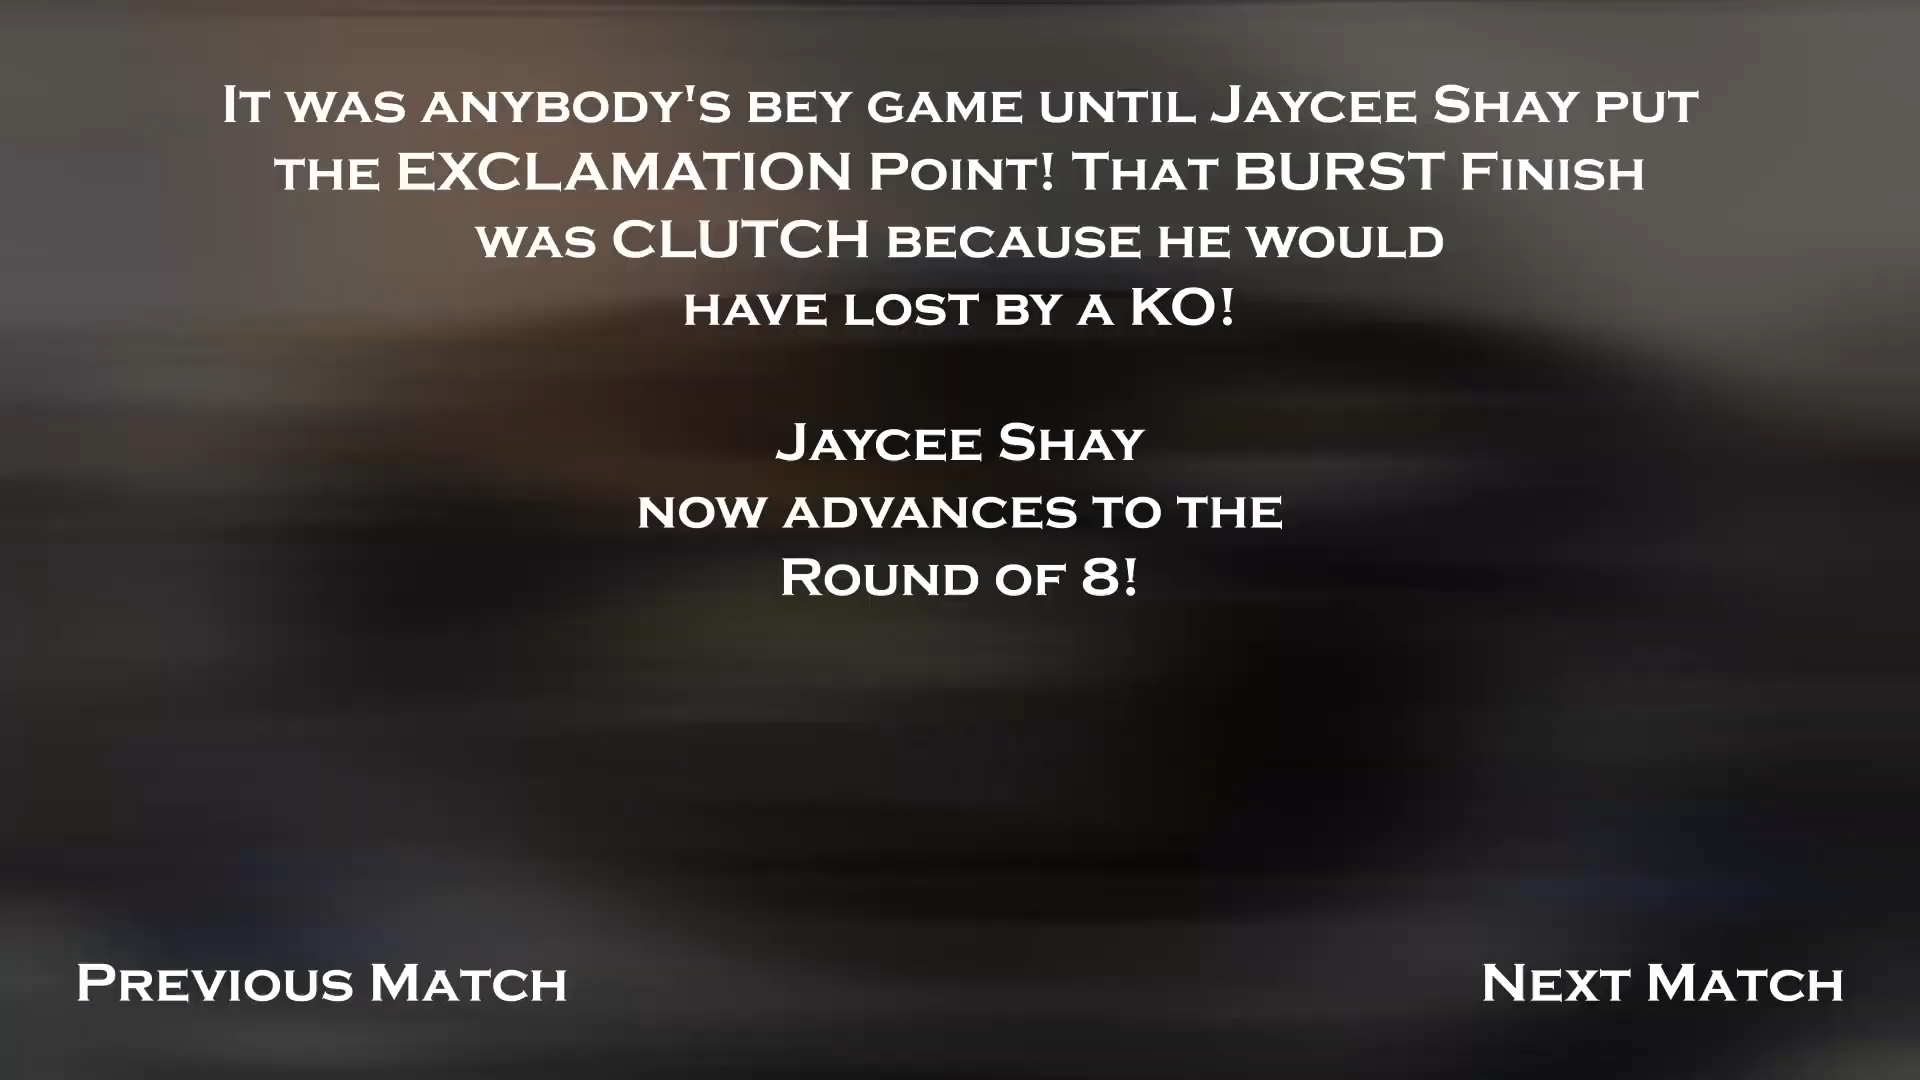 It was anybody's bey game until Jaycee Shay put
the EXCLAMATION Point! That BURST Finish
was CLUTCH because he would
have lost by a KO!
Jaycee Shay
now advances to the
Round of 8!
Previous Match
Next Match